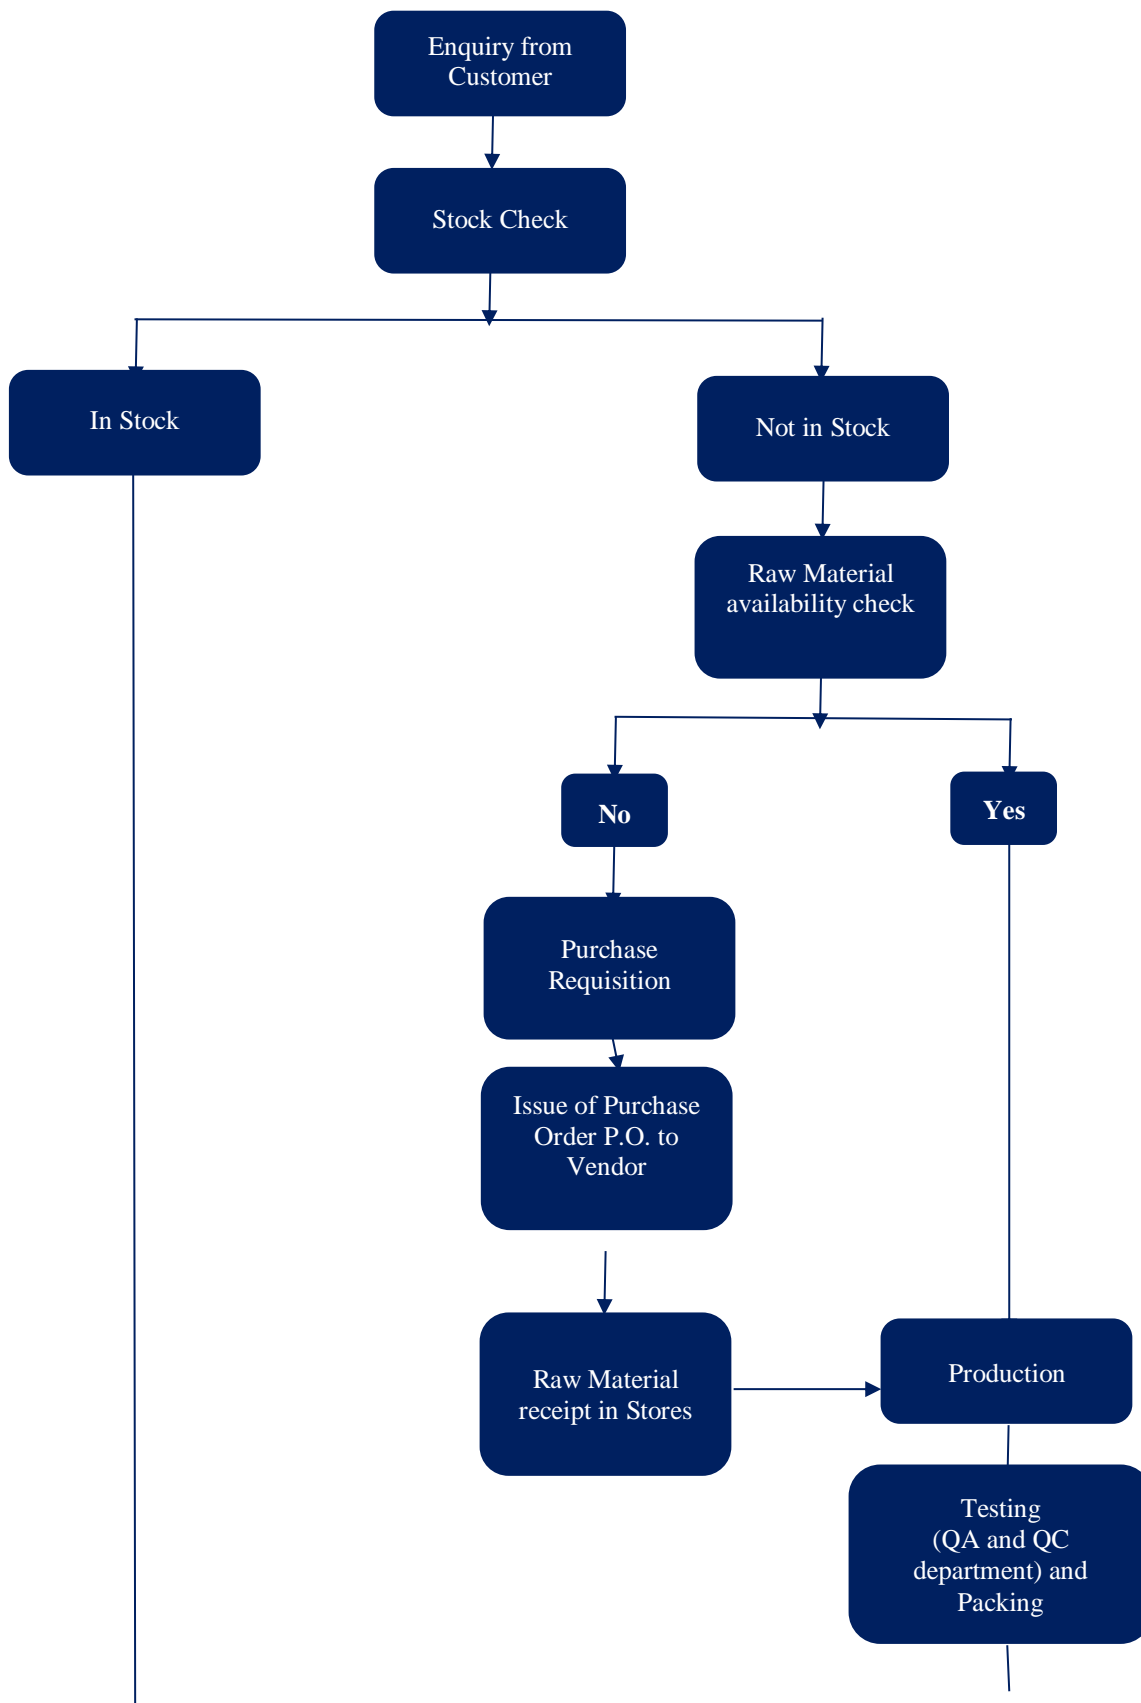 Enquiry from
Customer
Stock Check
In Stock
Not in Stock
Raw Material
availability check
No
Yes
Purchase
Requisition
Issue of Purchase
Order P.O. to
Vendor
Raw Material
receipt in Stores
Production
Testing
(QA and QC
department) and
Packing